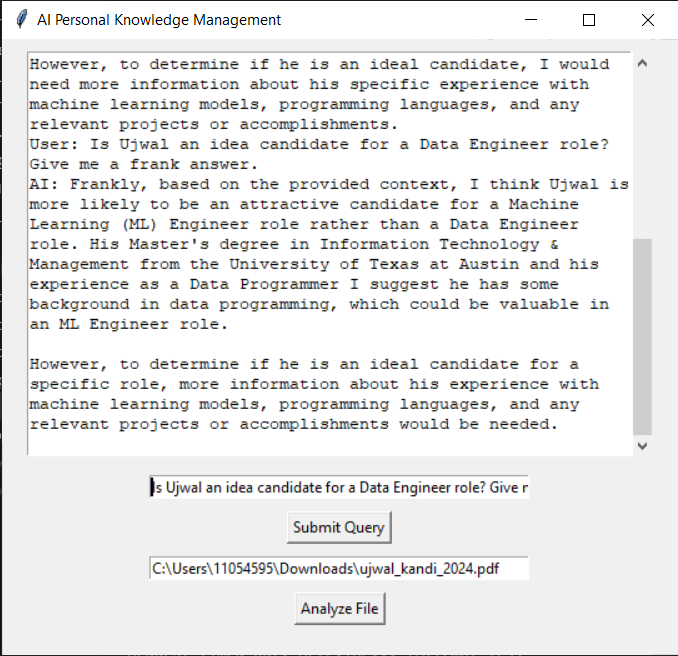 AI Personal Knowledge Management
However, to determine if he is an ideal candidate, I would
need more information about his specific experience with
machine learning models, programming languages, and any
relevant projects or accomplishments.
User: Is Ujwal an idea candidate for a Data Engineer role?
Give me a frank answer.
AI: Frankly, based on the provided context, I think Ujwal is
more likely to be an attractive candidate for a Machine
Learning (ML) Engineer role rather than a Data Engineer
role. His Master's degree in Information Technology &
Management from the University of Texas at Austin and his
experience as a Data Programmer I suggest he has some
background in data programming, which could be valuable in
an ML Engineer role.
However, to determine if he is an ideal candidate for a
specific role, more information about his experience with
machine learning models, programming languages, and any
relevant projects or accomplishments would be needed.
Is Ujwal an idea candidate for a Data Engineer role? Give
Submit Query
C:\Users\11054595\Downloads\ujwal_kandi_2024.pdf
Analyze File